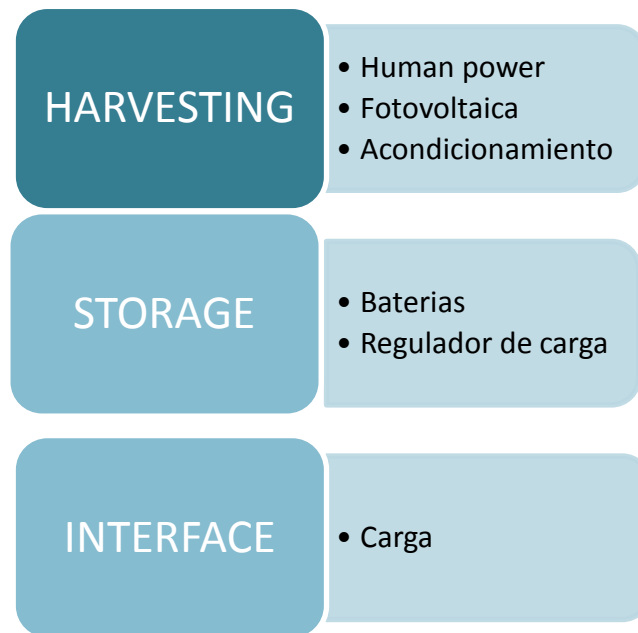 HARVESTING
• Human power
• Fotovoltaica
• Acondicionamiento
STORAGE
• Baterias
• Regulador de carga
INTERFACE
• Carga